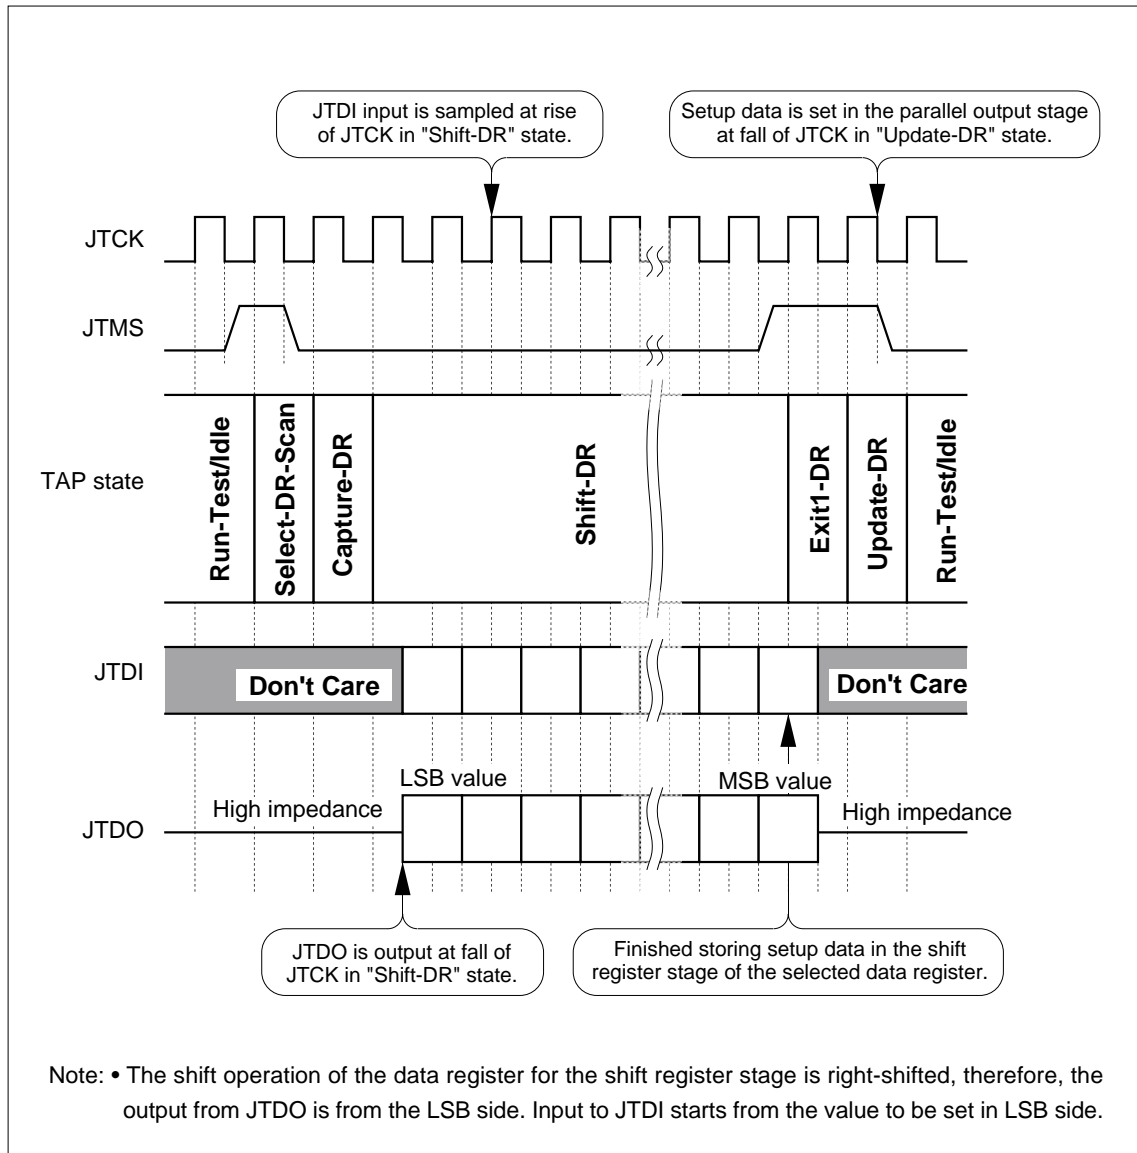 JTDI input is sampled at rise
of JTCK in "Shift-DR" state.
Setup data is set in the parallel output stage
at fall of JTCK in "Update-DR" state.
JTCK
JTMS
TAP state
Run-Test/Idle
Select-DR-Scan
Capture-DR
Shift-DR
Exit1-DR
Update-DR
Run-Test/Idle
JTDI
Don't Care
Don't Care
LSB value
MSB value
High impedance
High impedance
JTDO
JTDO is output at fall of
JTCK in "Shift-DR" state.
Finished storing setup data in the shift
register stage of the selected data register.
Note: • The shift operation of the data register for the shift register stage is right-shifted, therefore, the
output from JTDO is from the LSB side. Input to JTDI starts from the value to be set in LSB side.